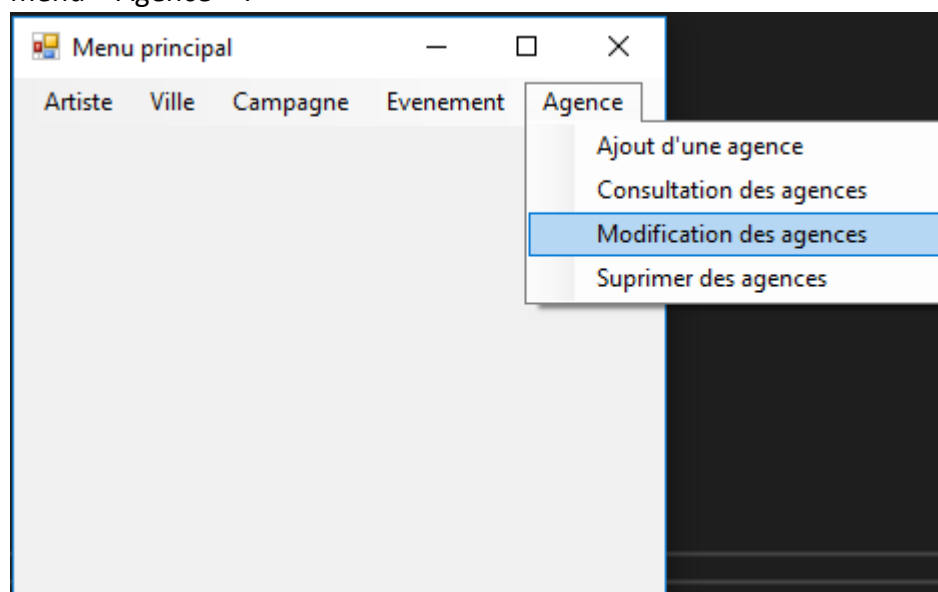 Menu principal
Artiste Ville Campagne Evenement Agence
Ajout d'une agence
Consultation des agences
Modification des agences
Suprimer des agences